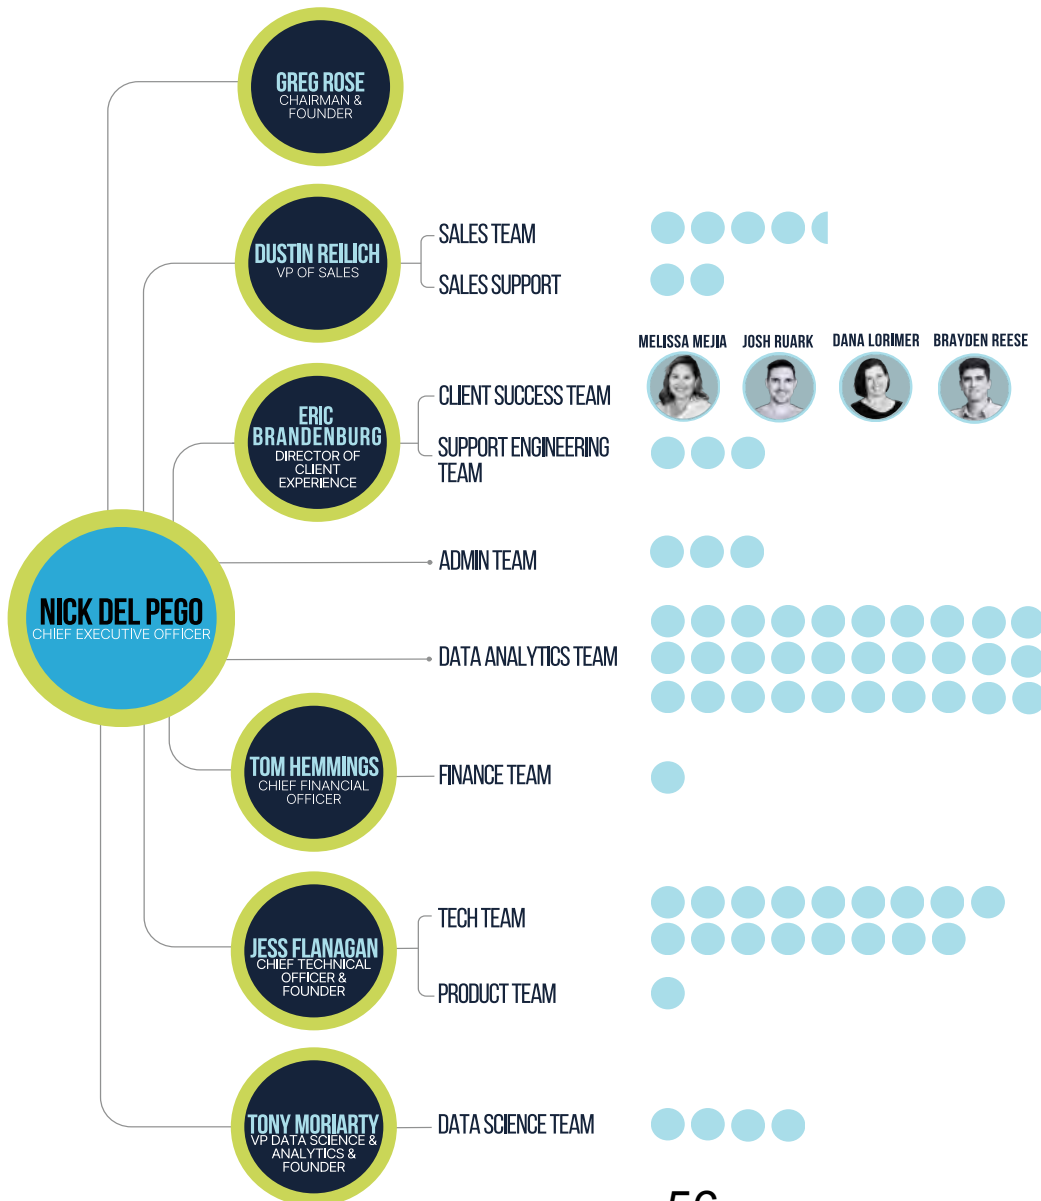 GREG ROSE
CHAIRMAN &
FOUNDER
DUSTIN REILICH
VP OF SALES
SALES TEAM
SALES SUPPORT
MELISSA MEJIA
JOSH RUARK
DANA LORIMER
BRAYDEN REESE
ERIC
BRANDENBURG
DIRECTOR OF
CLIENT
EXPERIENCE
CLIENT SUCCESS TEAM
SUPPORT ENGINEERING
TEAM
ADMIN TEAM
NICK DEL PEGO
CHIEF EXECUTIVE OFFICER
DATA ANALYTICS TEAM
TOM HEMMINGS
CHIEF FINANCIAL
OFFICER
FINANCE TEAM
JESS FLANAGAN
CHIEF TECHNICAL
OFFICER &
FOUNDER
TECH TEAM
PRODUCT TEAM
TONY MORIARTY
VP DATA SCIENCE &
ANALYTICS &
FOUNDER
DATA SCIENCE TEAM